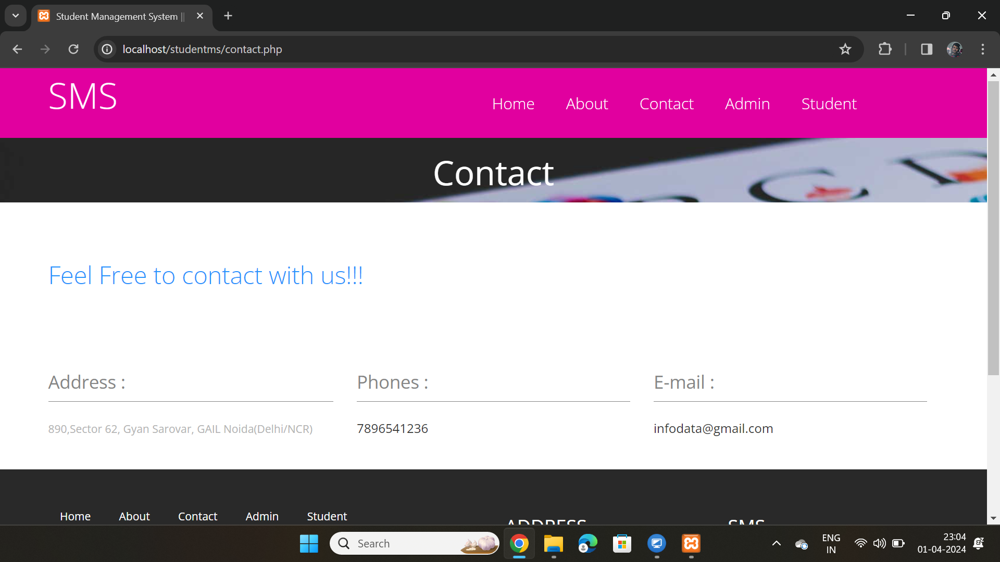 Student Management System ||
localhost/studentms/contact.php
SMS
Home About Contact Admin Student
Contact
Feel Free to contact with us!!!
Address : Phones : E-mail :
890,Sector 62, Gyan Sarovar, GAIL Noida(Delhi/NCR) 7896541236 infodata@gmail.com
Home About Contact Admin Student
ADDRESS SMS
Search
ENG
IN
23:04
01-04-2024